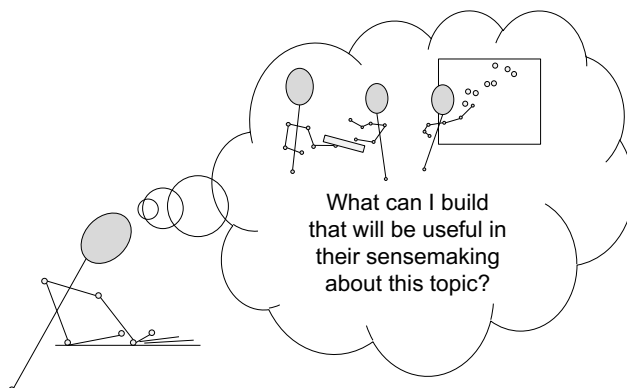 What can I build
that will be useful in
their sensemaking
about this topic?